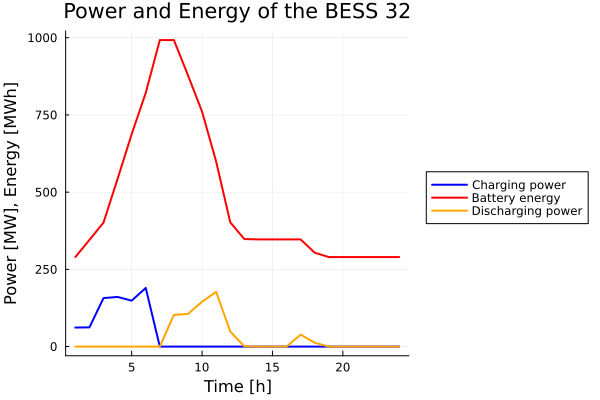 Power and Energy of the BESS 32
Power [MW], Energy [MWh]
1000
750
500
250
0
5
10
15
20
Time [h]
Charging power
Battery energy
Discharging power